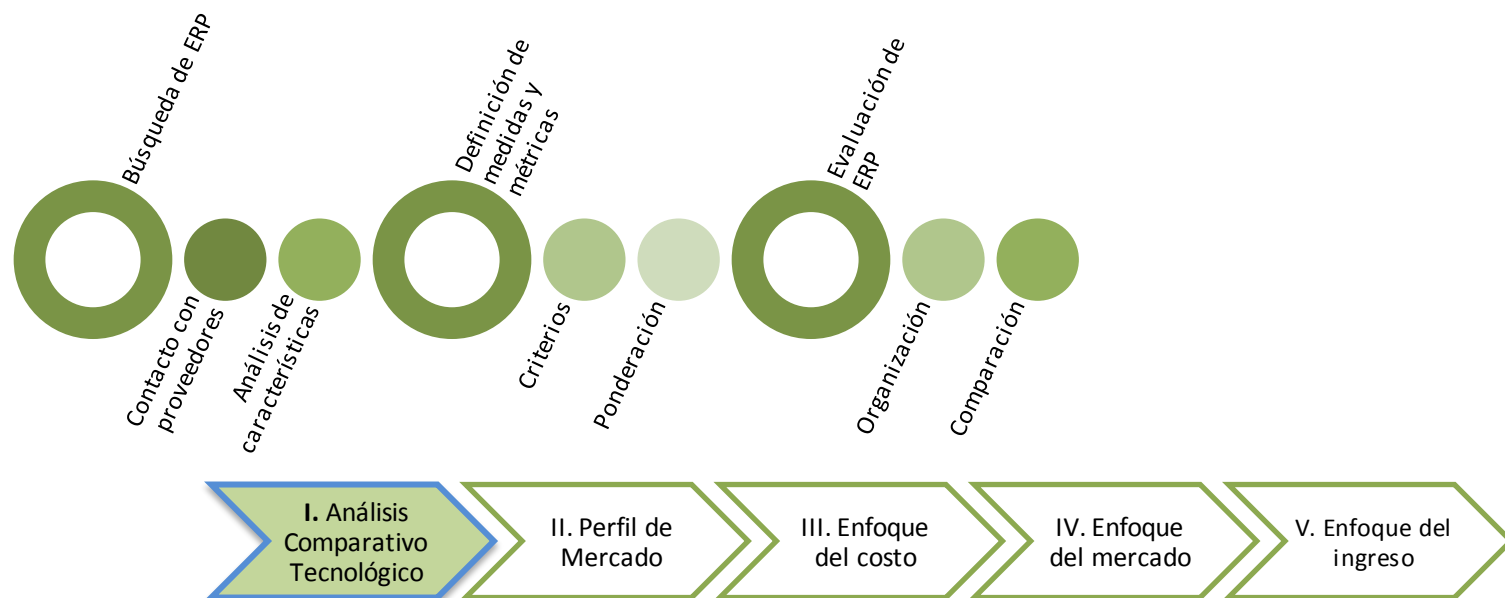 Búsqueda de ERP
Contacto con
proveedores
Análisis de
características
Definición de
medidas y
métricas
Criterios
Ponderación
Evaluación de
ERP
Organización
Comparación
I. Análisis
Comparativo
Tecnológico
II. Perfil de
Mercado
III. Enfoque
del costo
IV. Enfoque
del mercado
V. Enfoque del
ingreso